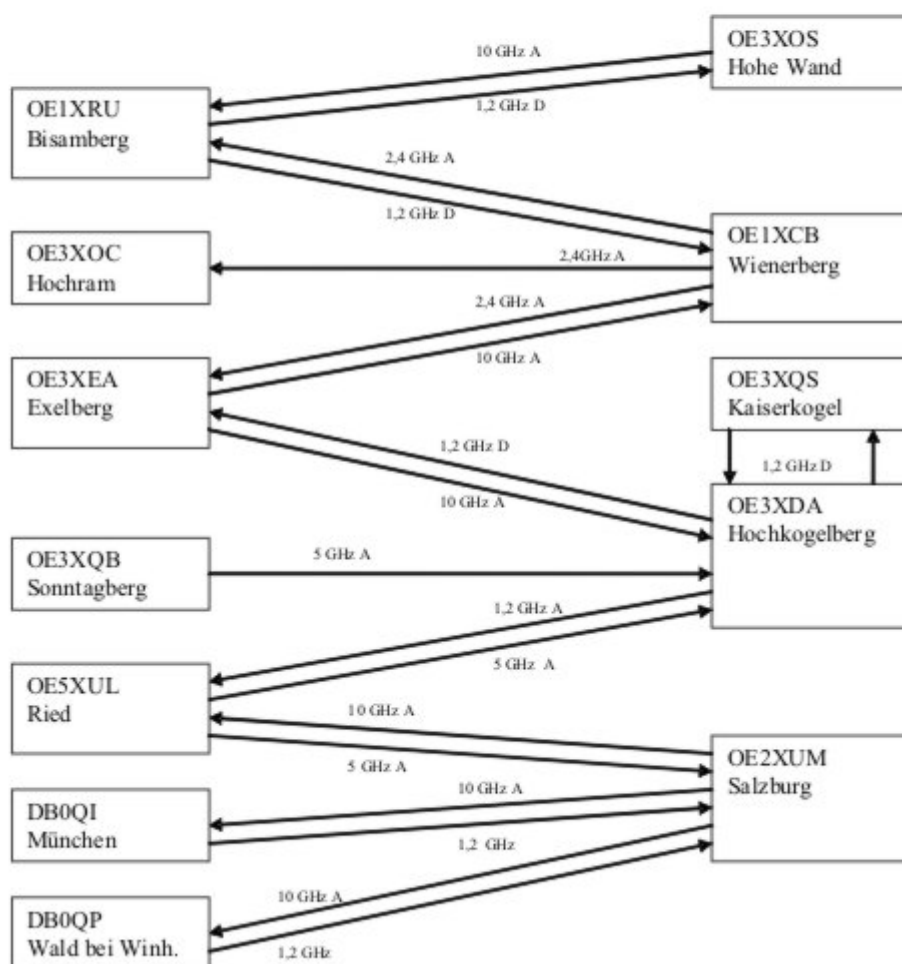 OE3XOS
Hohe Wand
10 GHz A
1,2 GHz D
OE1XRU
Bisamberg
2,4 GHz A
1,2 GHz D
OE1XCB
Wienerberg
OE3XOC
Hochram
2,4GHz A
2,4 GHz A
10 GHz A
OE3XEA
Exelberg
OE3XQS
Kaiserkogel
1,2 GHz D
1,2 GHz D
10 GHz A
OE3XDA
Hochkogelberg
OE3XQB
Sonntagberg
5 GHz A
1,2 GHz A
5 GHz A
OE5XUL
Ried
10 GHz A
5 GHz A
OE2XUM
Salzburg
DB0QI
München
10 GHz A
1,2 GHz
DB0QP
Wald bei Winh.
10 GHz A
1,2 GHz